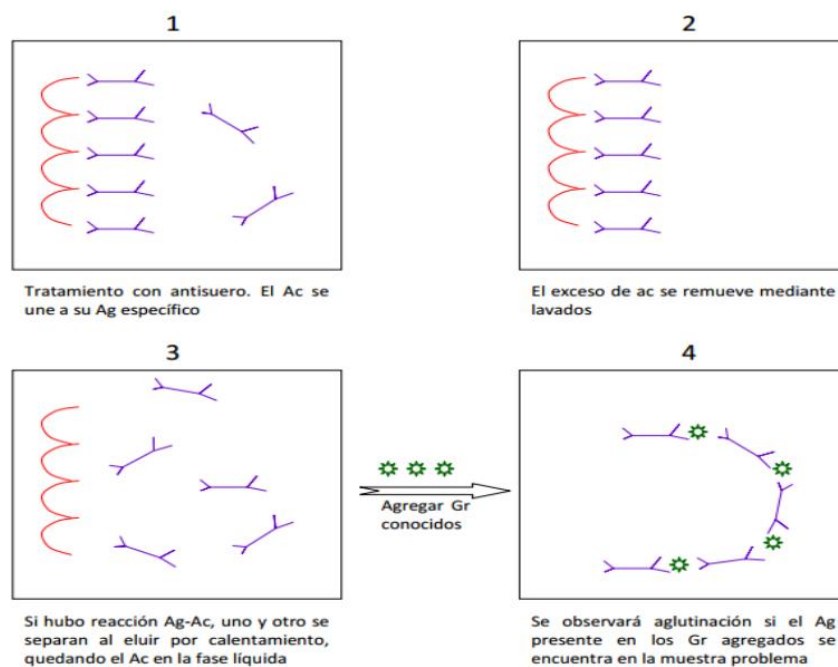 1
2
Tratamiento con antisuero. El Ac se
une a su Ag específico
El exceso de ac se remueve mediante
lavados
3
4
Agregar Gr
conocidos
Si hubo reacción Ag-Ac, uno y otro se
separan al eluir por calentamiento,
quedando el Ac en la fase líquida
Se observará aglutinación si el Ag
presente en los Gr agregados se
encuentra en la muestra problema